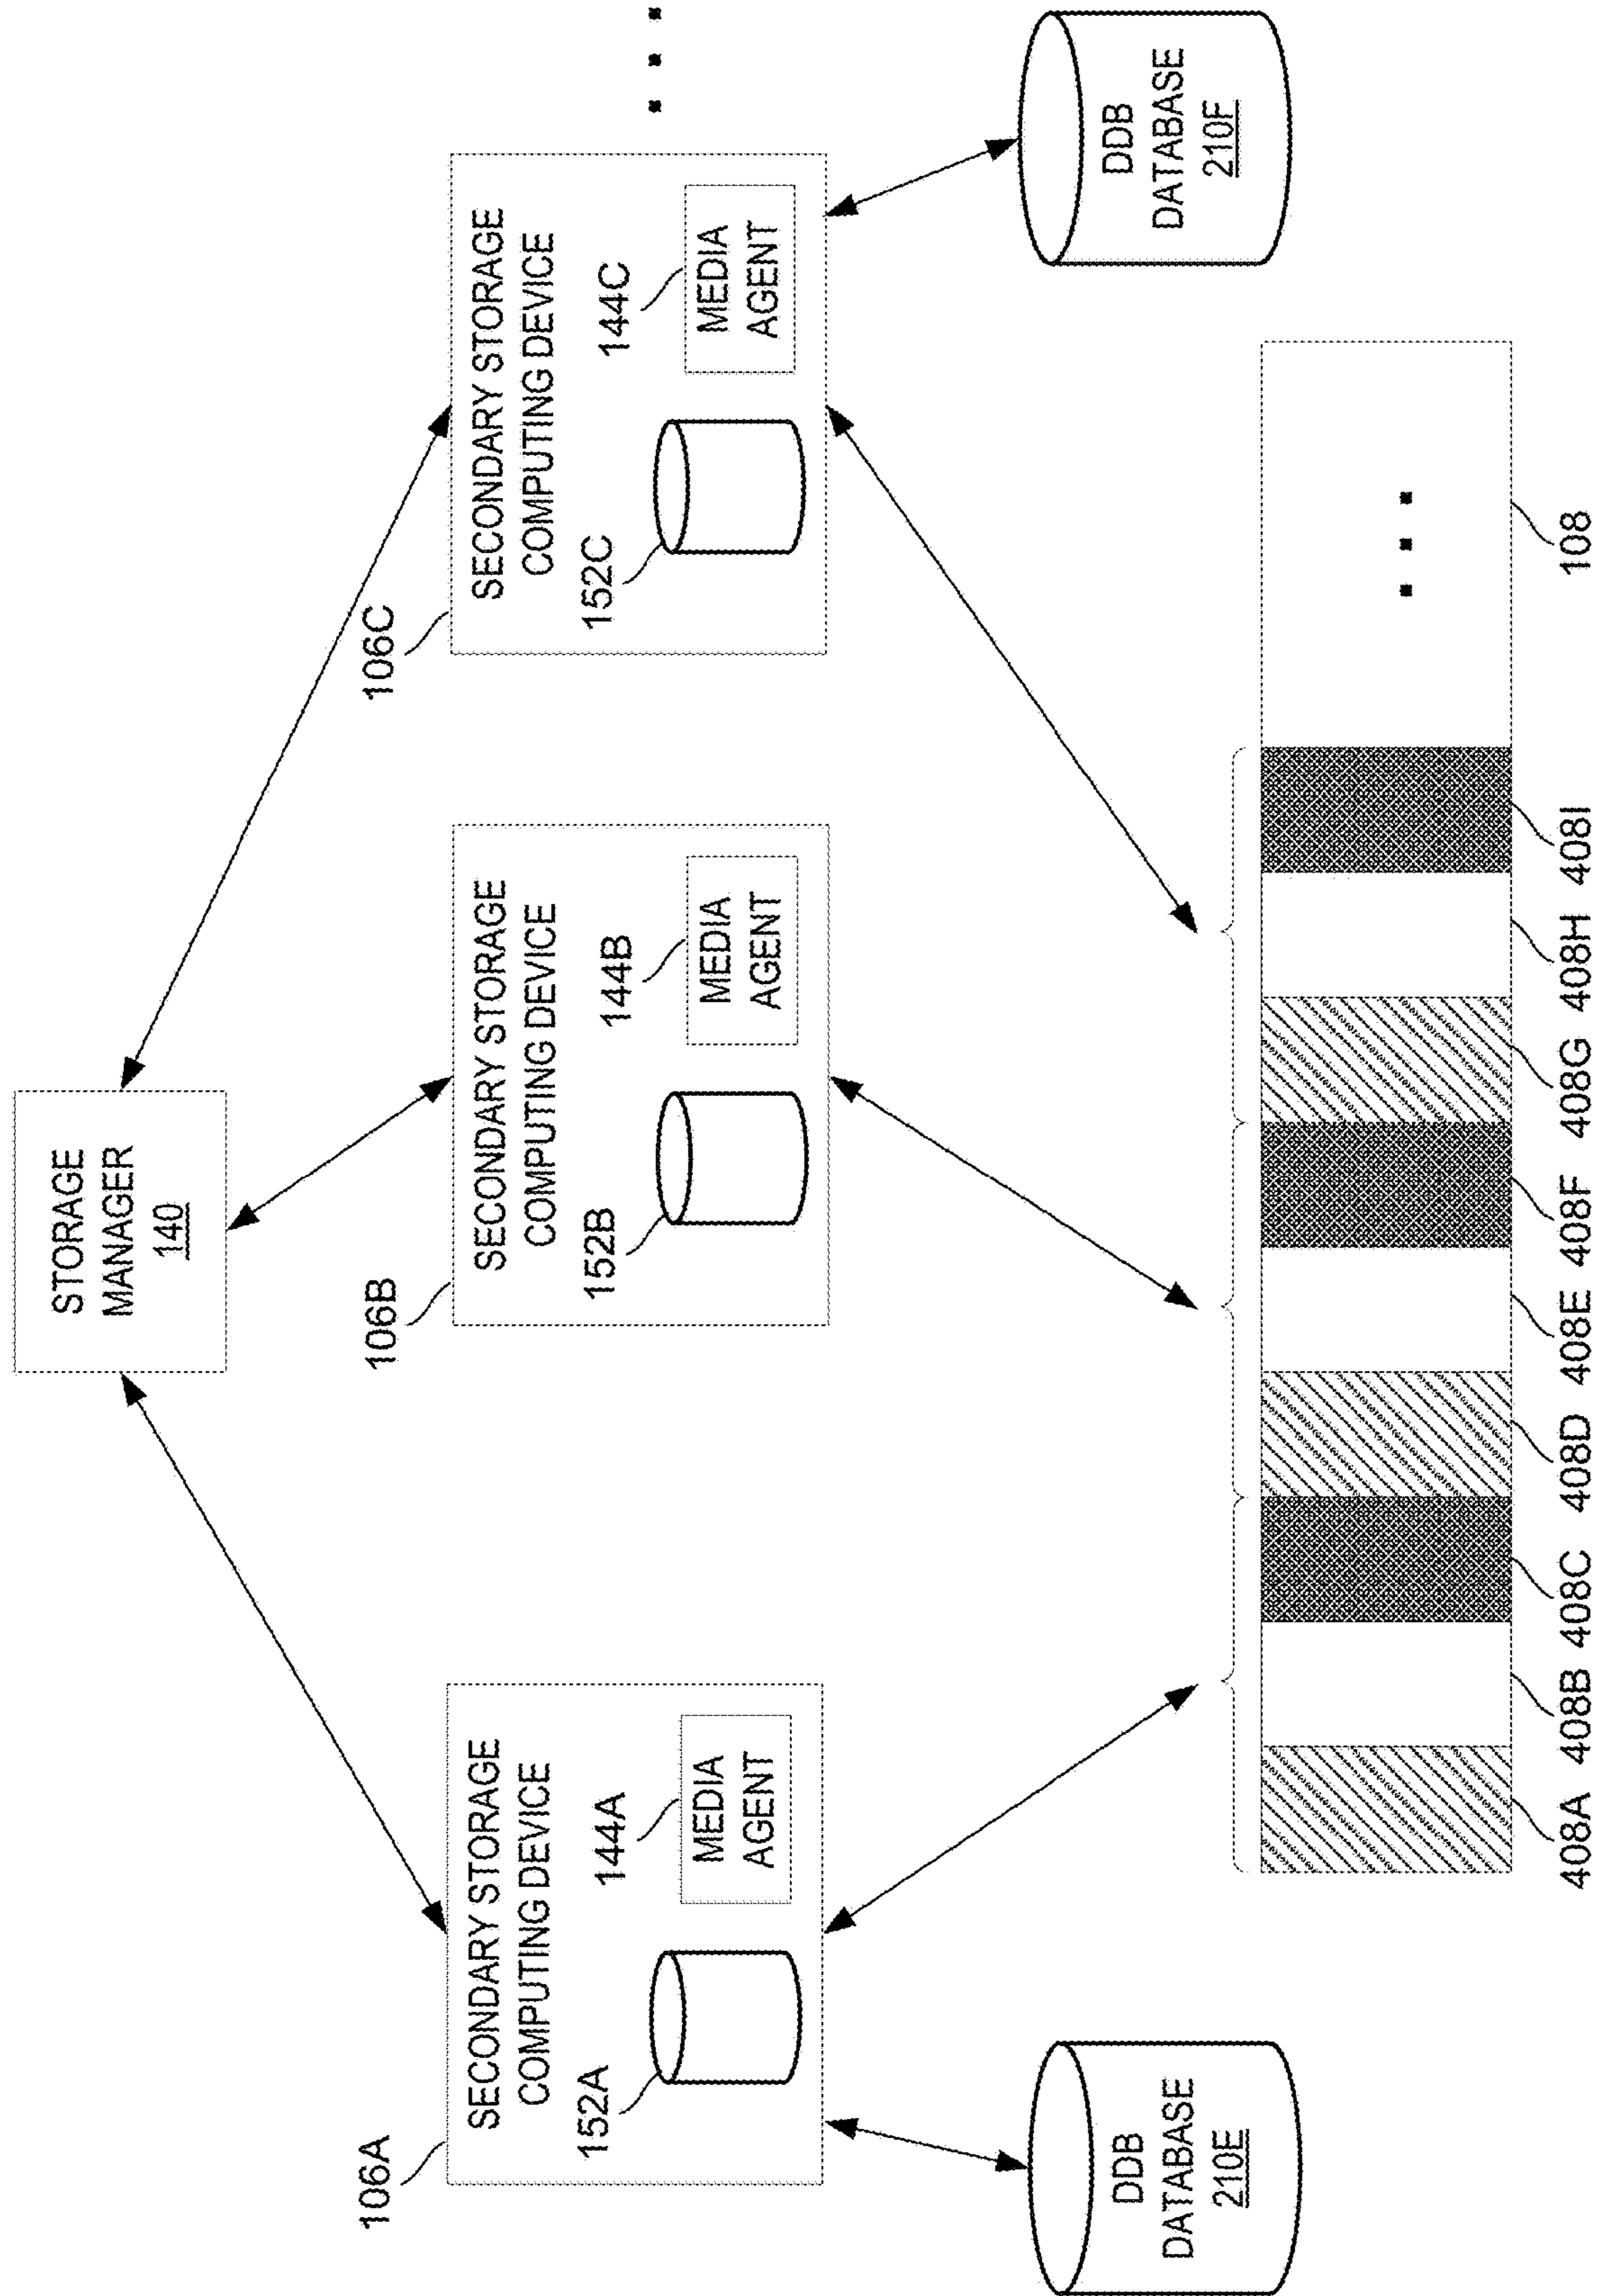 STORAGE
MANAGER
140
106A
SECONDARY STORAGE
COMPUTING DEVICE
152A
144A
MEDIA
AGENT
106B
SECONDARY STORAGE
COMPUTING DEVICE
152B
144B
MEDIA
AGENT
106C
SECONDARY STORAGE
COMPUTING DEVICE
152C
144C
MEDIA
AGENT
DDB
DATABASE
210E
DDB
DATABASE
210F
408A 408B 408C 408D 408E 408F 408G 408H 408I 108